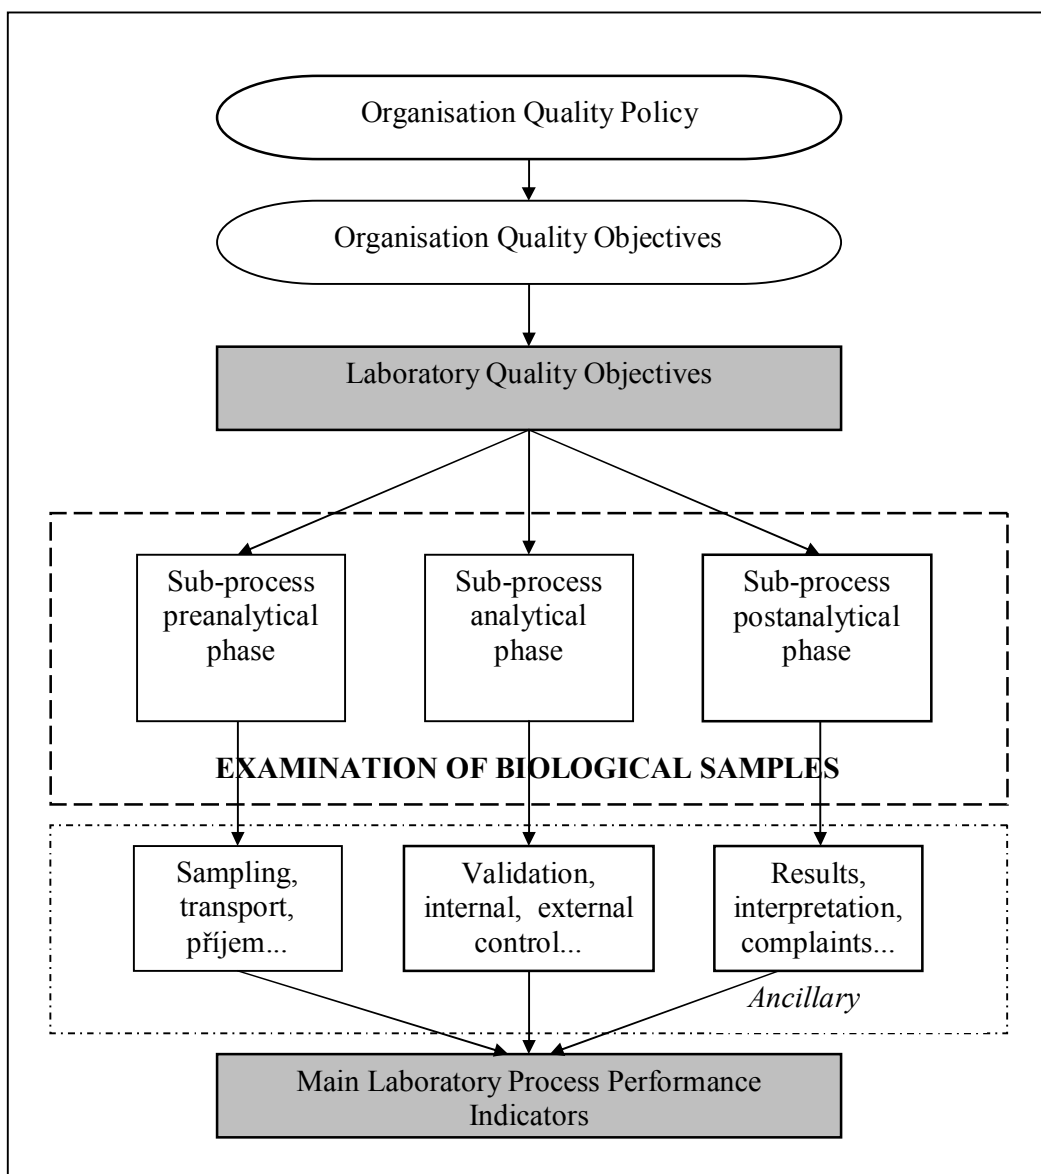 Organisation Quality Policy
Organisation Quality Objectives
Laboratory Quality Objectives
Sub-process
preanalytical
phase
Sub-process
analytical
phase
Sub-process
postanalytical
phase
EXAMINATION OF BIOLOGICAL SAMPLES
Sampling,
transport,
příjem...
Validation,
internal, external
control...
Results,
interpretation,
complaints...
Ancillary
Main Laboratory Process Performance
Indicators